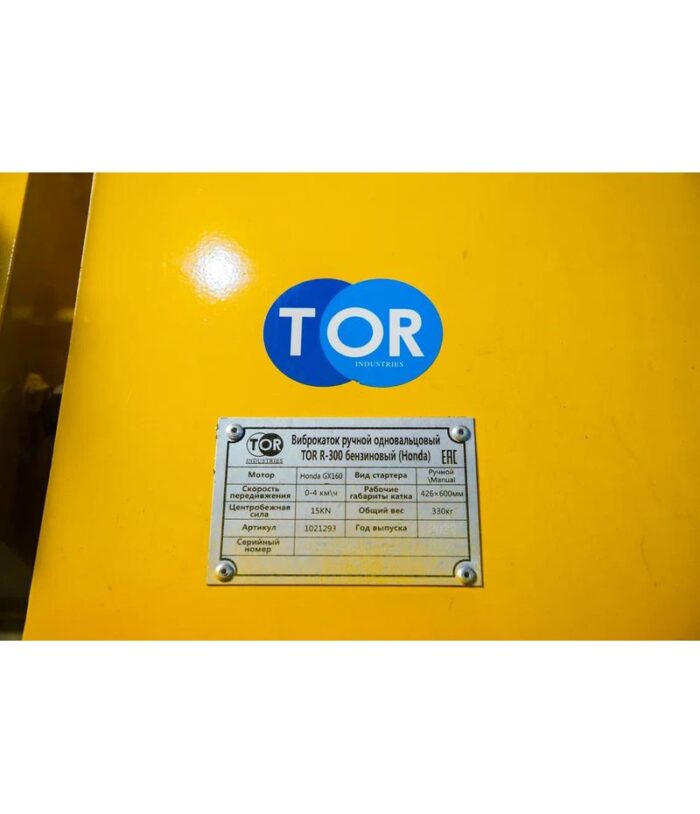 TOR
INDUSTRIES
TOR
INDUSTRIES
Виброкаток ручной одновальцовый
TOR R-300 бензиновый (Honda)
EAC
Мотор Honda GX160 Вид стартера Ручной \Manual
Скорость передивжения 0-4 км\ч Рабочие габариты катка 426×600мм
Центробежная сила 15KN Общий вес 330кг
Артикул 1021293 Год выпуска
Серийный номер